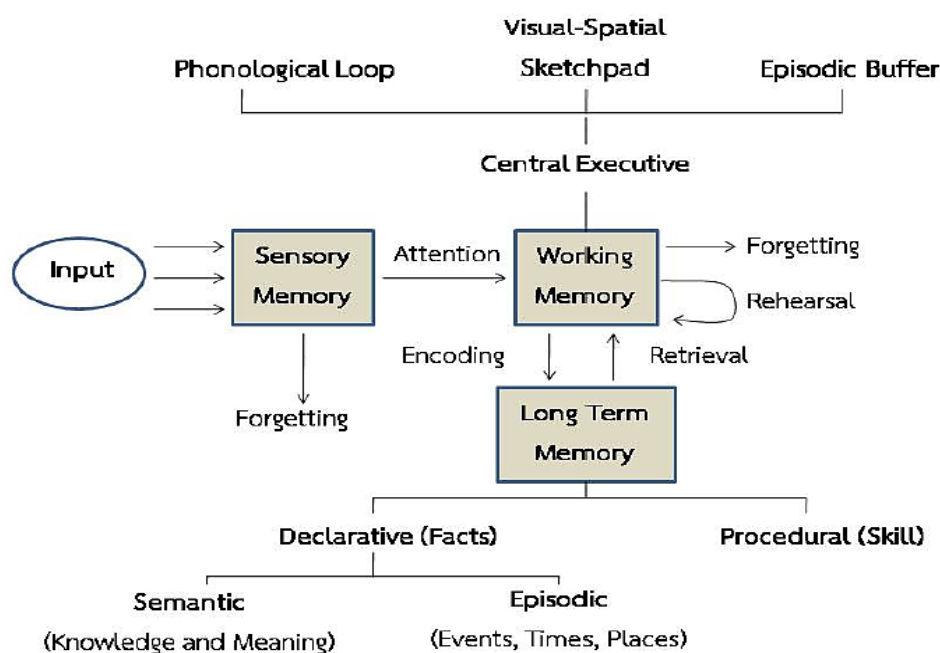 Visual-Spatial
Phonological Loop
Sketchpad
Episodic Buffer
Central Executive
Input
Sensory
Memory
Attention
Working
Memory
Forgetting
Rehearsal
Encoding
Retrieval
Forgetting
Long Term
Memory
Declarative (Facts)
Procedural (Skill)
Semantic
(Knowledge and Meaning)
Episodic
(Events, Times, Places)